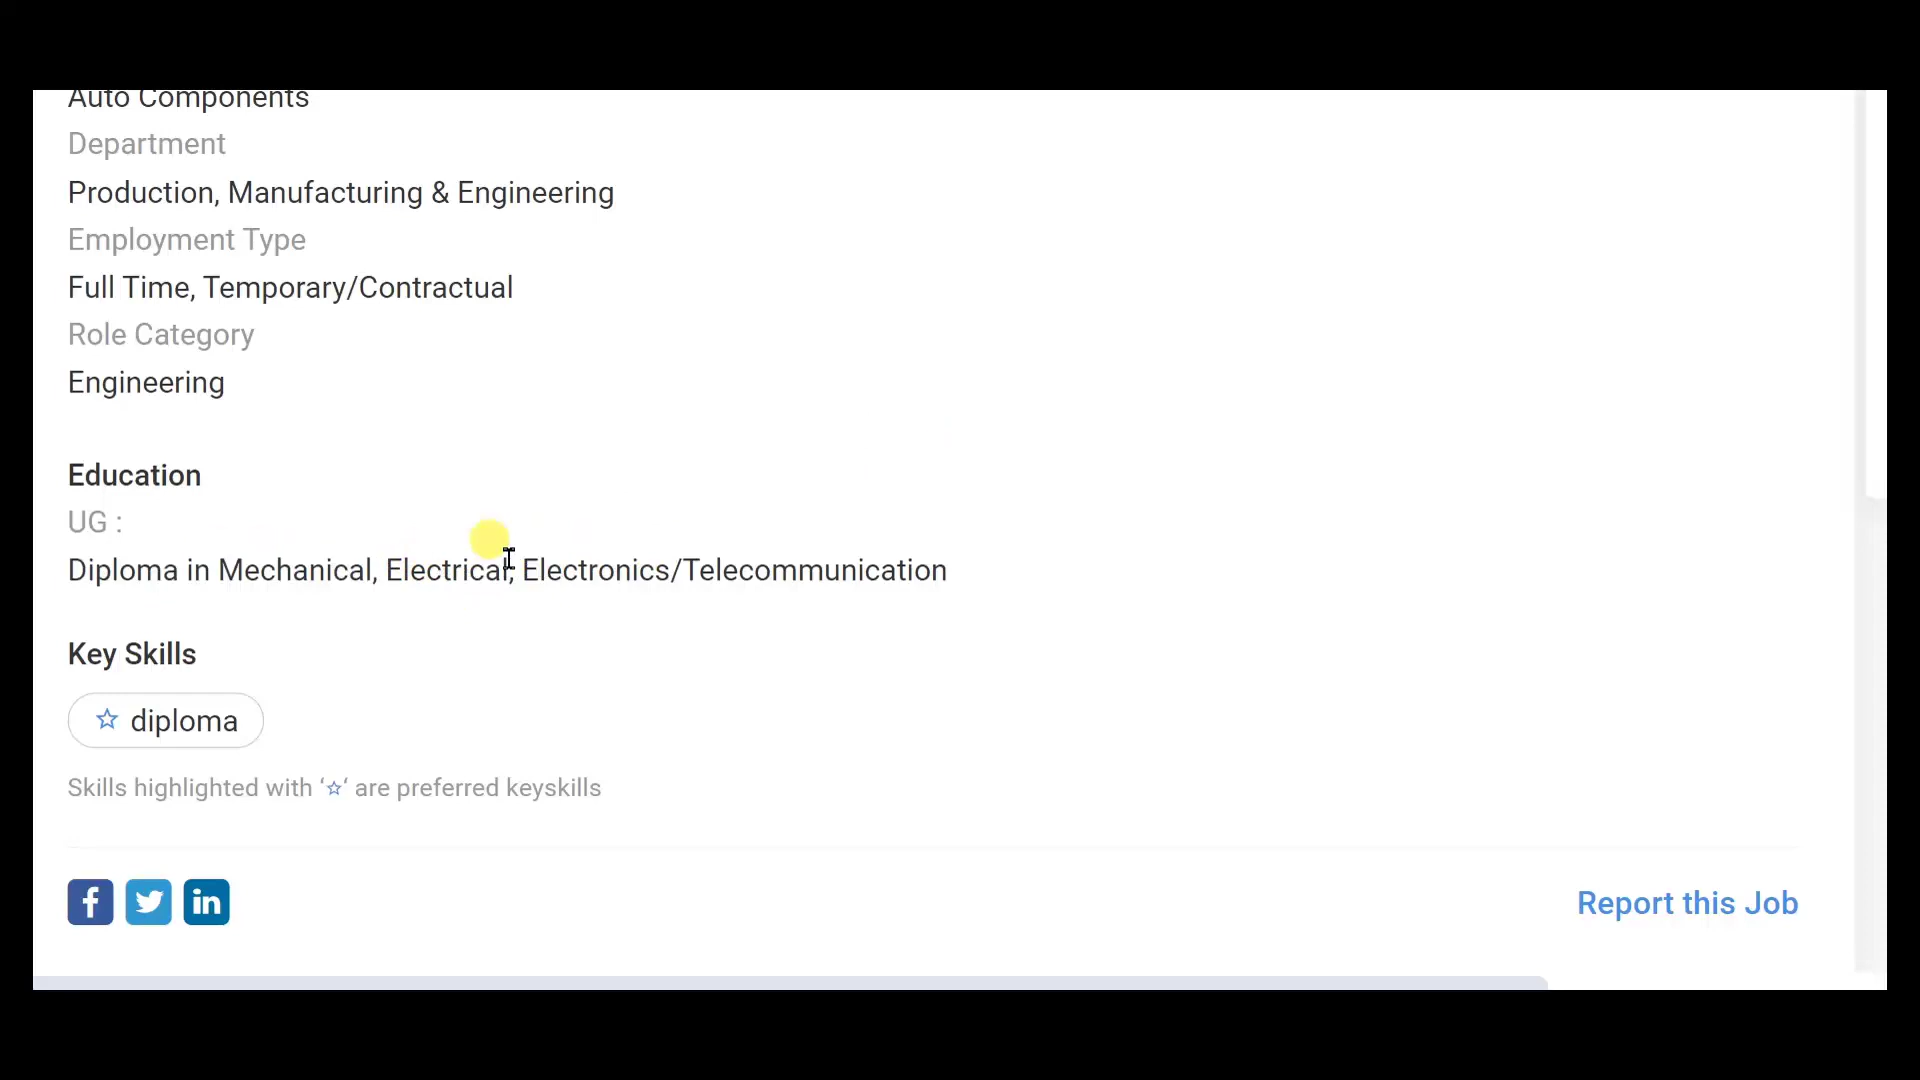 Auto Components
Department
Production, Manufacturing & Engineering
Employment Type
Full Time, Temporary/Contractual
Role Category
Engineering
Education
UG :
Diploma in Mechanical, Electrical, Electronics/Telecommunication
Key Skills
☆ diploma
Skills highlighted with ‘☆‘ are preferred keyskills
Report this Job